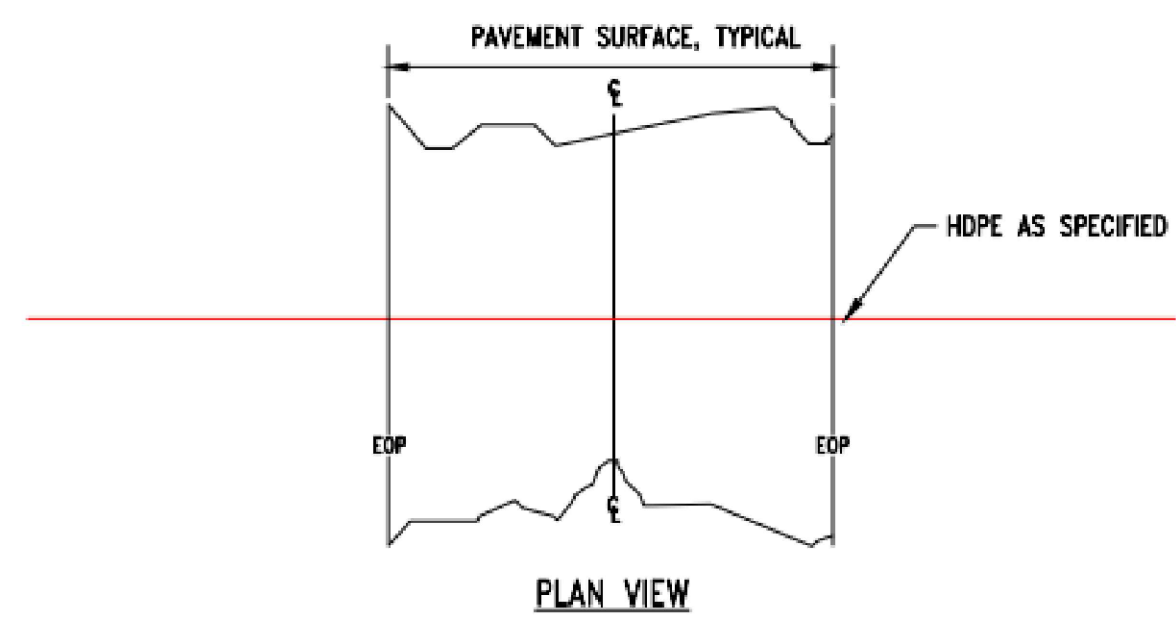 PAVEMENT SURFACE, TYPICAL
℄
HDPE AS SPECIFIED
EOP EOP
℄
PLAN VIEW